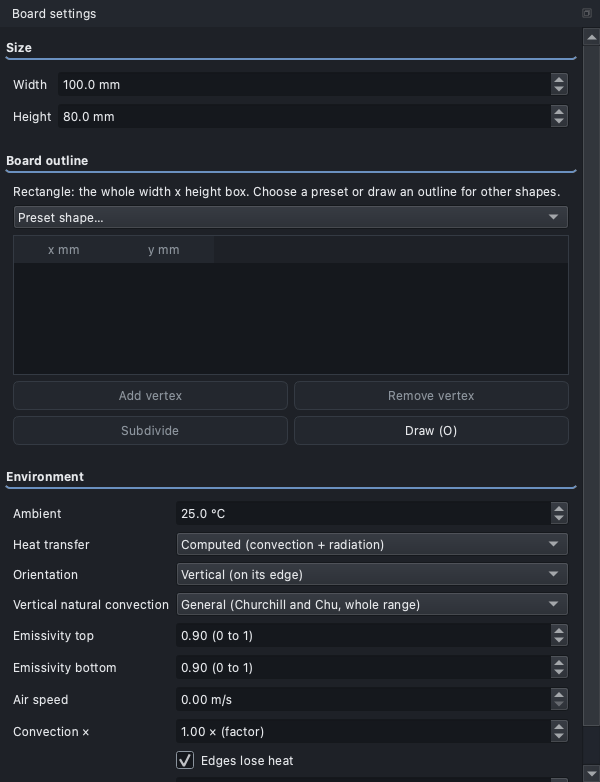 Board settings
Size
Width 100.0 mm
Height 80.0 mm
Board outline
Rectangle: the whole width x height box. Choose a preset or draw an outline for other shapes.
Preset shape...
x mm y mm
Add vertex Remove vertex
Subdivide Draw (O)
Environment
Ambient 25.0 °C
Heat transfer Computed (convection + radiation)
Orientation Vertical (on its edge)
Vertical natural convection General (Churchill and Chu, whole range)
Emissivity top 0.90 (0 to 1)
Emissivity bottom 0.90 (0 to 1)
Air speed 0.00 m/s
Convection × 1.00 × (factor)
Edges lose heat